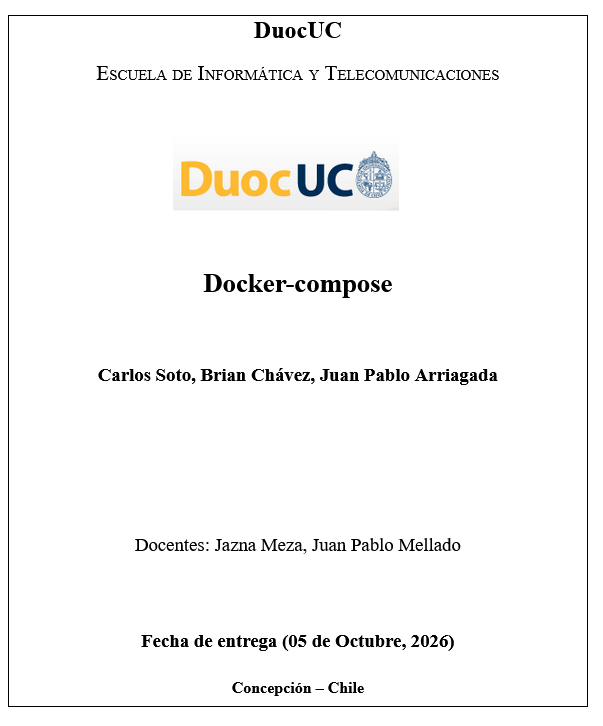 DuocUC
ESCUELA DE INFORMÁTICA Y TELECOMUNICACIONES
DuocUC
Docker-compose
Carlos Soto, Brian Chávez, Juan Pablo Arriagada
Docentes: Jazna Meza, Juan Pablo Mellado
Fecha de entrega (05 de Octubre, 2026)
Concepción – Chile